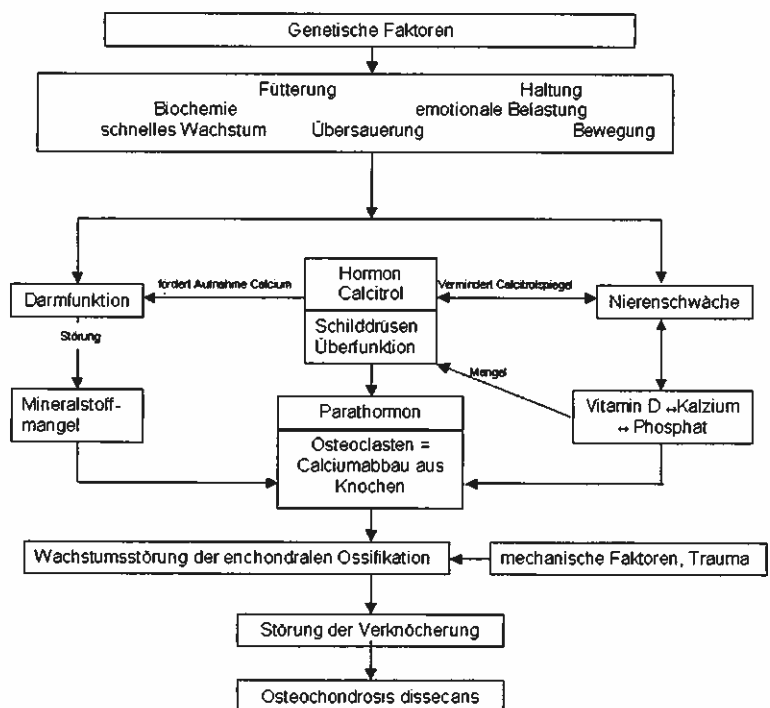 Genetische Faktoren
Fütterung Haltung
Biochemie emotionale Belastung
schnelles Wachstum Übersauerung Bewegung
Darmfunktion
fördert Aufnahme Calcium
Hormon
Calcitrol
Vermindert Calcitrolspiegel
Nierenschwäche
Störung
Schilddrüsen
Überfunktion
Mangel
Mineralstoff-
mangel
Parathormon
Vitamin D ↔Kalzium
↔ Phosphat
Osteoclasten =
Calciumabbau aus
Knochen
Wachstumsstörung der enchondralen Ossifikation
mechanische Faktoren, Trauma
Störung der Verknöcherung
Osteochondrosis dissecans